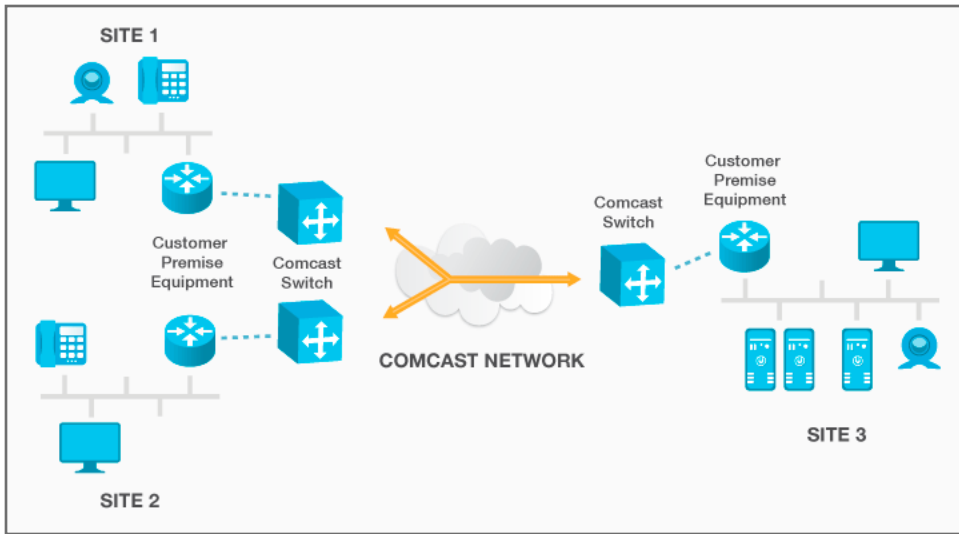 SITE 1
Customer
Premise
Equipment
Comcast
Switch
Customer
Premise
Equipment
Comcast
Switch
COMCAST NETWORK
SITE 3
SITE 2